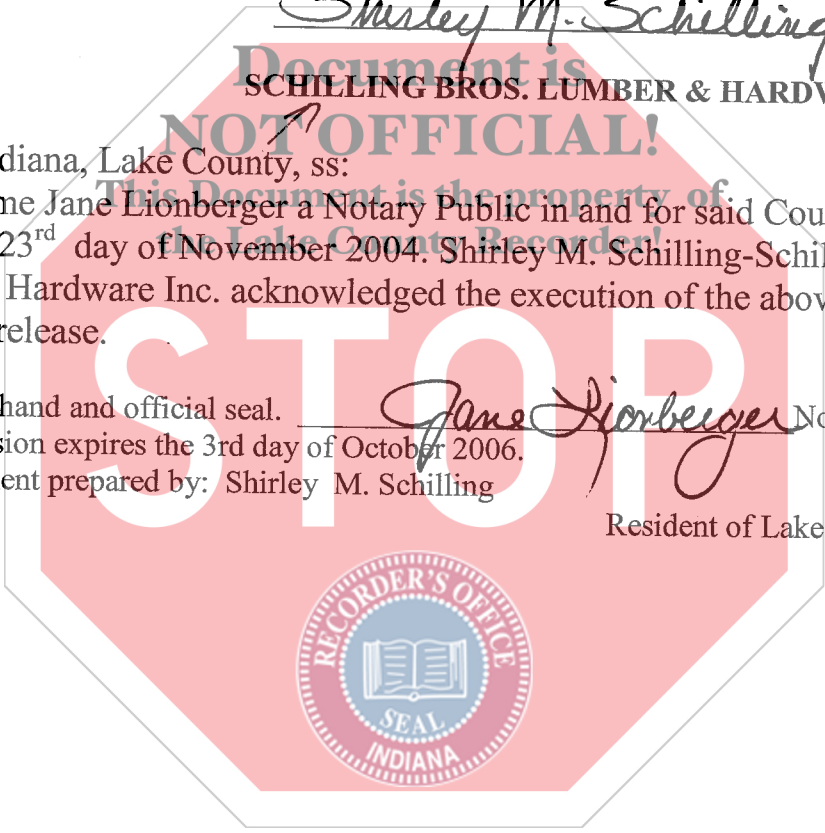 Shirley M. Schilling
Document is
SCHILLING BROS. LUMBER & HARDW
NOT OFFICIAL!
diana, Lake County, ss:
This Document is the property of
me Jane Lionberger a Notary Public in and for said Cou
23rd day of November 2004. Shirley M. Schilling-Schil
the Lake County Recorder!
Hardware Inc. acknowledged the execution of the abov
release.
STOP
hand and official seal. Jane Lionberger No
sion expires the 3rd day of October 2006.
ent prepared by: Shirley M. Schilling
Resident of Lake
RECORDER'S OFFICE
SEAL
INDIANA